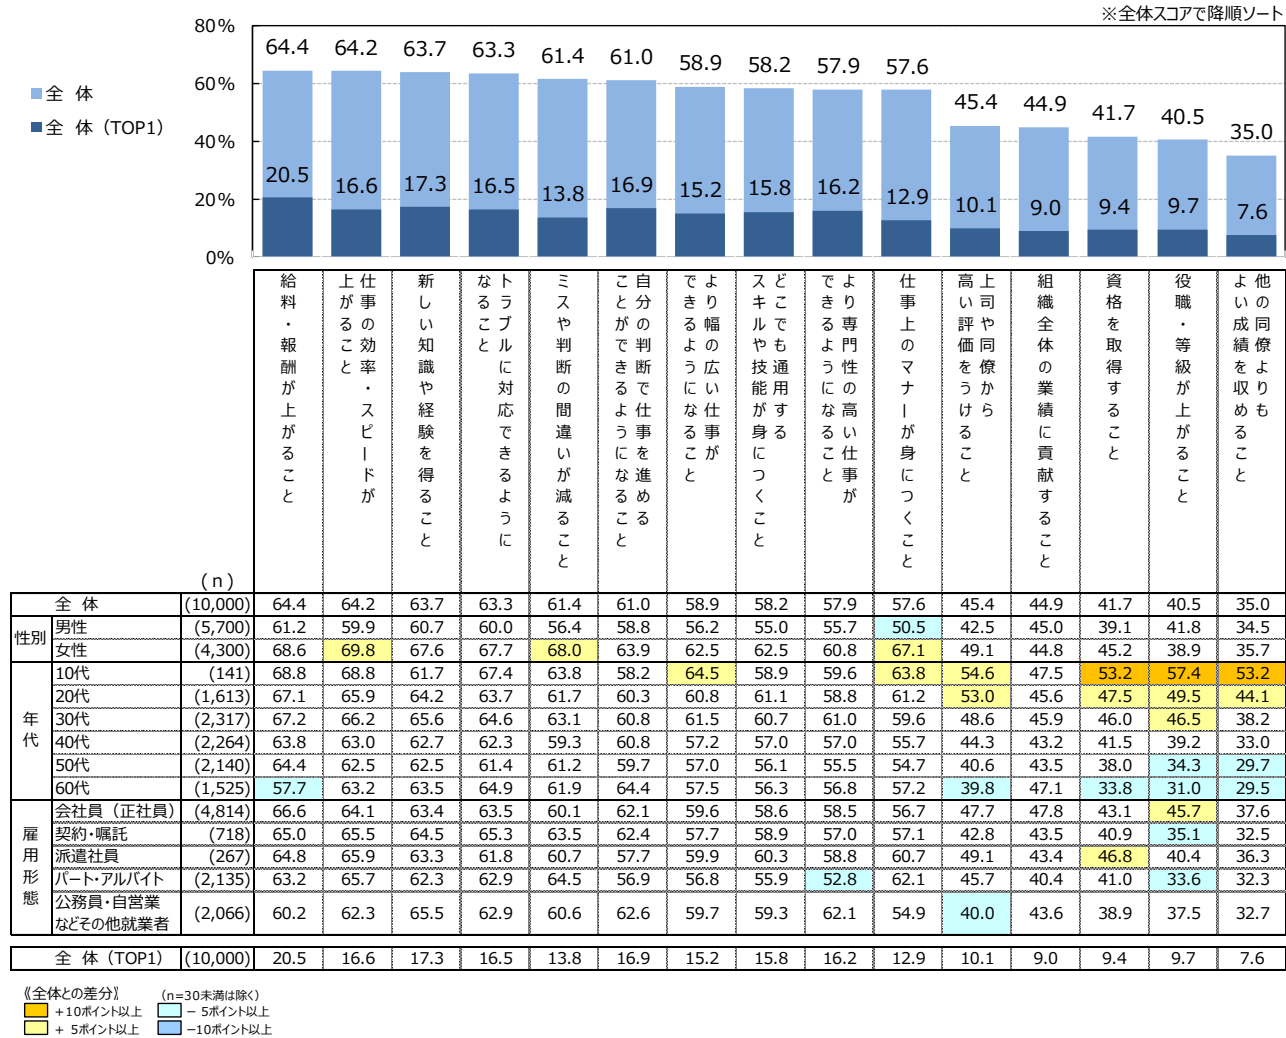 ※全体スコアで降順ソート
80%
60%
40%
20%
0%
全 体
全 体（TOP1）
64.4 64.2 63.7 63.3 61.4 61.0 58.9 58.2 57.9 57.6 45.4 44.9 41.7 40.5 35.0
20.5 16.6 17.3 16.5 13.8 16.9 15.2 15.8 16.2 12.9 10.1 9.0 9.4 9.7 7.6
給料・報酬が上がること
仕事の効率・スピードが
上がること
新しい知識や経験を得ること
トラブルに対応できるように
なること
ミスや判断の間違いが減ること
自分の判断で仕事を進める
ことができるようになること
より幅の広い仕事が
できるようになること
どこでも通用する
スキルや技能が身につくこと
より専門性の高い仕事が
できるようになること
仕事上のマナーが身につくこと
上司や同僚から
高い評価をうけること
組織全体の業績に貢献すること
資格を取得すること
役職・等級が上がること
他の同僚よりも
よい成績を収めること
(n)
全 体 (10,000) 64.4 64.2 63.7 63.3 61.4 61.0 58.9 58.2 57.9 57.6 45.4 44.9 41.7 40.5 35.0
性別
男性 (5,700) 61.2 59.9 60.7 60.0 56.4 58.8 56.2 55.0 55.7 50.5 42.5 45.0 39.1 41.8 34.5
女性 (4,300) 68.6 69.8 67.6 67.7 68.0 63.9 62.5 62.5 60.8 67.1 49.1 44.8 45.2 38.9 35.7
年代
10代 (141) 68.8 68.8 61.7 67.4 63.8 58.2 64.5 58.9 59.6 63.8 54.6 47.5 53.2 57.4 53.2
20代 (1,613) 67.1 65.9 64.2 63.7 61.7 60.3 60.8 61.1 58.8 61.2 53.0 45.6 47.5 49.5 44.1
30代 (2,317) 67.2 66.2 65.6 64.6 63.1 60.8 61.5 60.7 61.0 59.6 48.6 45.9 46.0 46.5 38.2
40代 (2,264) 63.8 63.0 62.7 62.3 59.3 60.8 57.2 57.0 57.0 55.7 44.3 43.2 41.5 39.2 33.0
50代 (2,140) 64.4 62.5 62.5 61.4 61.2 59.7 57.0 56.1 55.5 54.7 40.6 43.5 38.0 34.3 29.7
60代 (1,525) 57.7 63.2 63.5 64.9 61.9 64.4 57.5 56.3 56.8 57.2 39.8 47.1 33.8 31.0 29.5
雇用形態
会社員（正社員） (4,814) 66.6 64.1 63.4 63.5 60.1 62.1 59.6 58.6 58.5 56.7 47.7 47.8 43.1 45.7 37.6
契約・嘱託 (718) 65.0 65.5 64.5 65.3 63.5 62.4 57.7 58.9 57.0 57.1 42.8 43.5 40.9 35.1 32.5
派遣社員 (267) 64.8 65.9 63.3 61.8 60.7 57.7 59.9 60.3 58.8 60.7 49.1 43.4 46.8 40.4 36.3
パート・アルバイト (2,135) 63.2 65.7 62.3 62.9 64.5 56.9 56.8 55.9 52.8 62.1 45.7 40.4 41.0 33.6 32.3
公務員・自営業
などその他就業者 (2,066) 60.2 62.3 65.5 62.9 60.6 62.6 59.7 59.3 62.1 54.9 40.0 43.6 38.9 37.5 32.7
全 体（TOP1） (10,000) 20.5 16.6 17.3 16.5 13.8 16.9 15.2 15.8 16.2 12.9 10.1 9.0 9.4 9.7 7.6
《全体との差分》 (n=30未満は除く)
+10ポイント以上 − 5ポイント以上
+ 5ポイント以上 −10ポイント以上